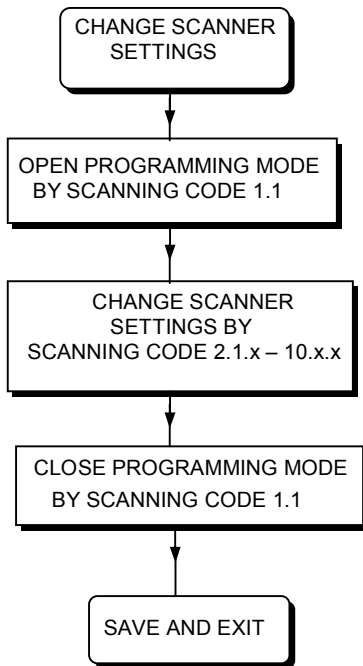 CHANGE SCANNER
SETTINGS
OPEN PROGRAMMING MODE
BY SCANNING CODE 1.1
CHANGE SCANNER
SETTINGS BY
SCANNING CODE 2.1.x – 10.x.x
CLOSE PROGRAMMING MODE
BY SCANNING CODE 1.1
SAVE AND EXIT